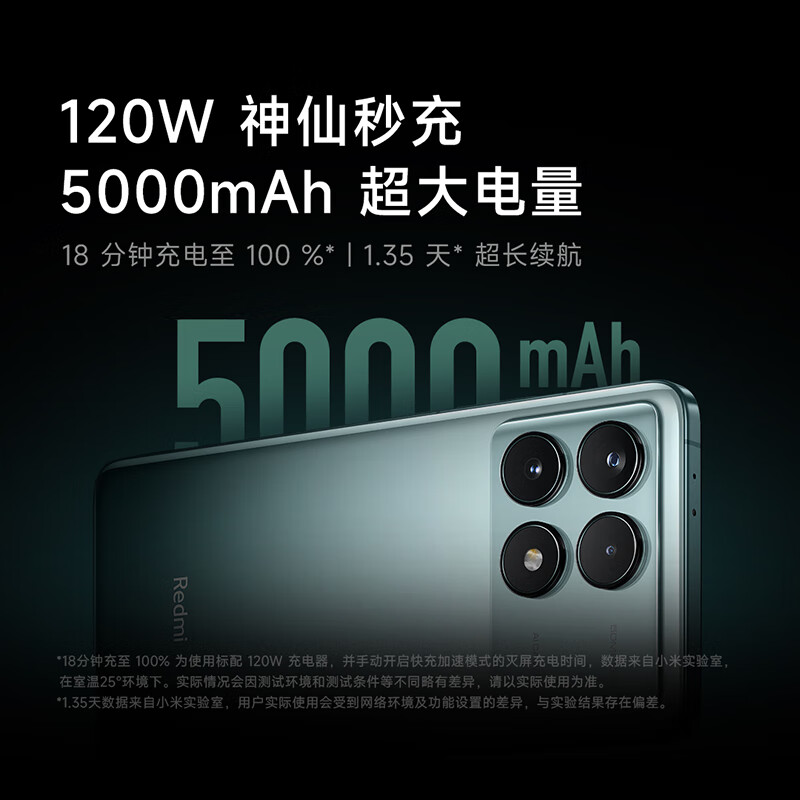 120W 神仙秒充
5000mAh 超大电量
18 分钟充电至 100 %* | 1.35 天* 超长续航
5000 mAh
Redmi
*18分钟充至 100% 为使用标配 120W 充电器，并手动开启快充加速模式的灭屏充电时间，数据来自小米实验室，
在室温25°环境下。实际情况会因测试环境和测试条件等不同略有差异，请以实际使用为准。
*1.35天数据来自小米实验室，用户实际使用会受到网络环境及功能设置的差异，与实验结果存在偏差。